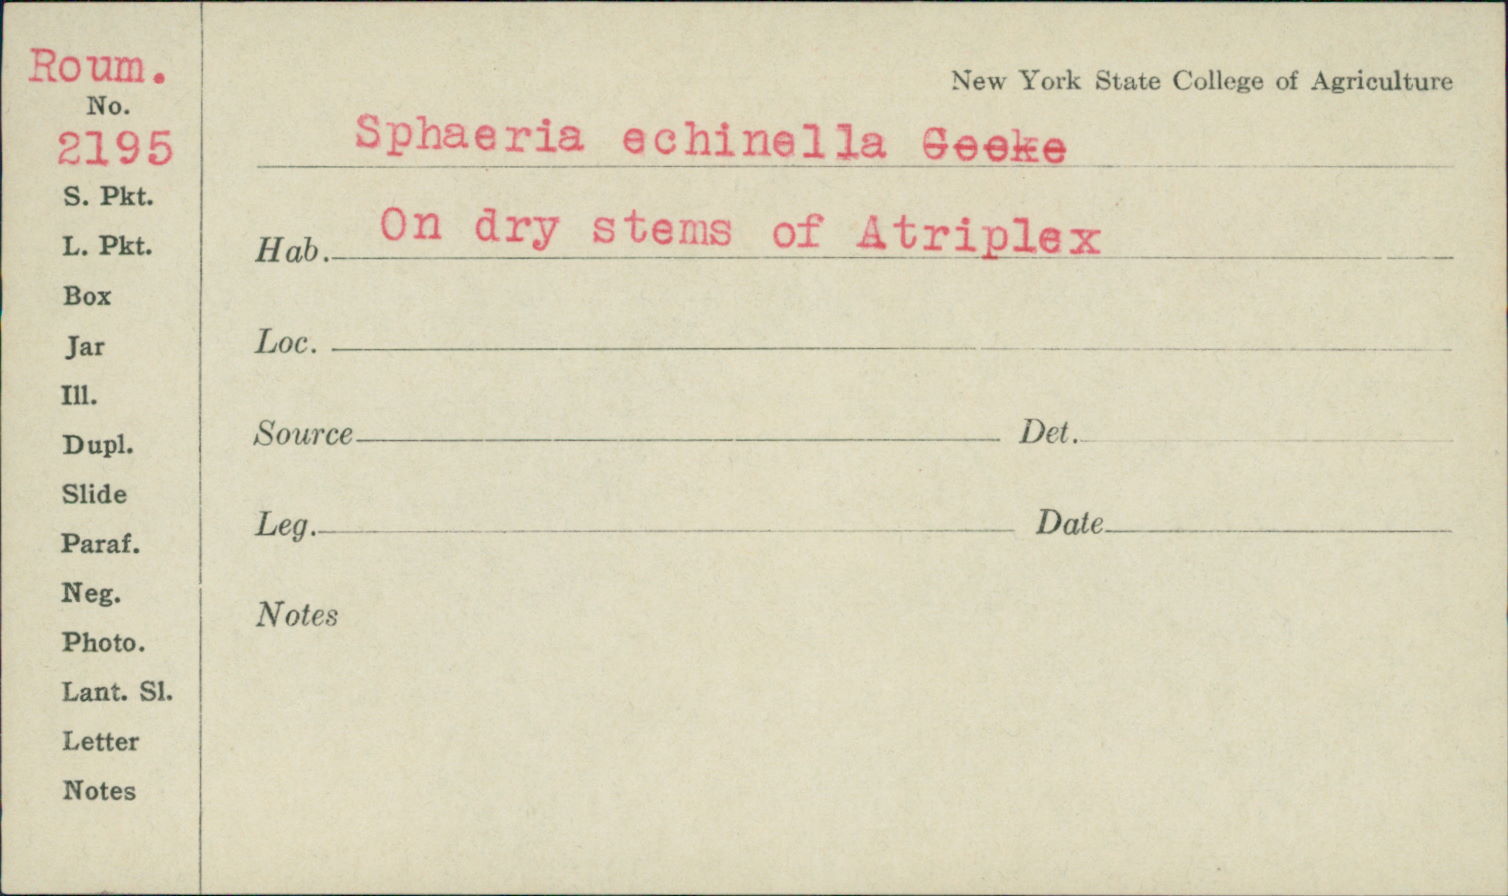 Roum.
No.
2195
S. Pkt.
L. Pkt.
Box
Jar
Ill.
Dupl.
Slide
Paraf.
Neg.
Photo.
Lant. Sl.
Letter
Notes
New York State College of Agriculture
Sphaeria echinella Cooke
Hab. On dry stems of Atriplex
Loc.
Source Det.
Leg. Date
Notes